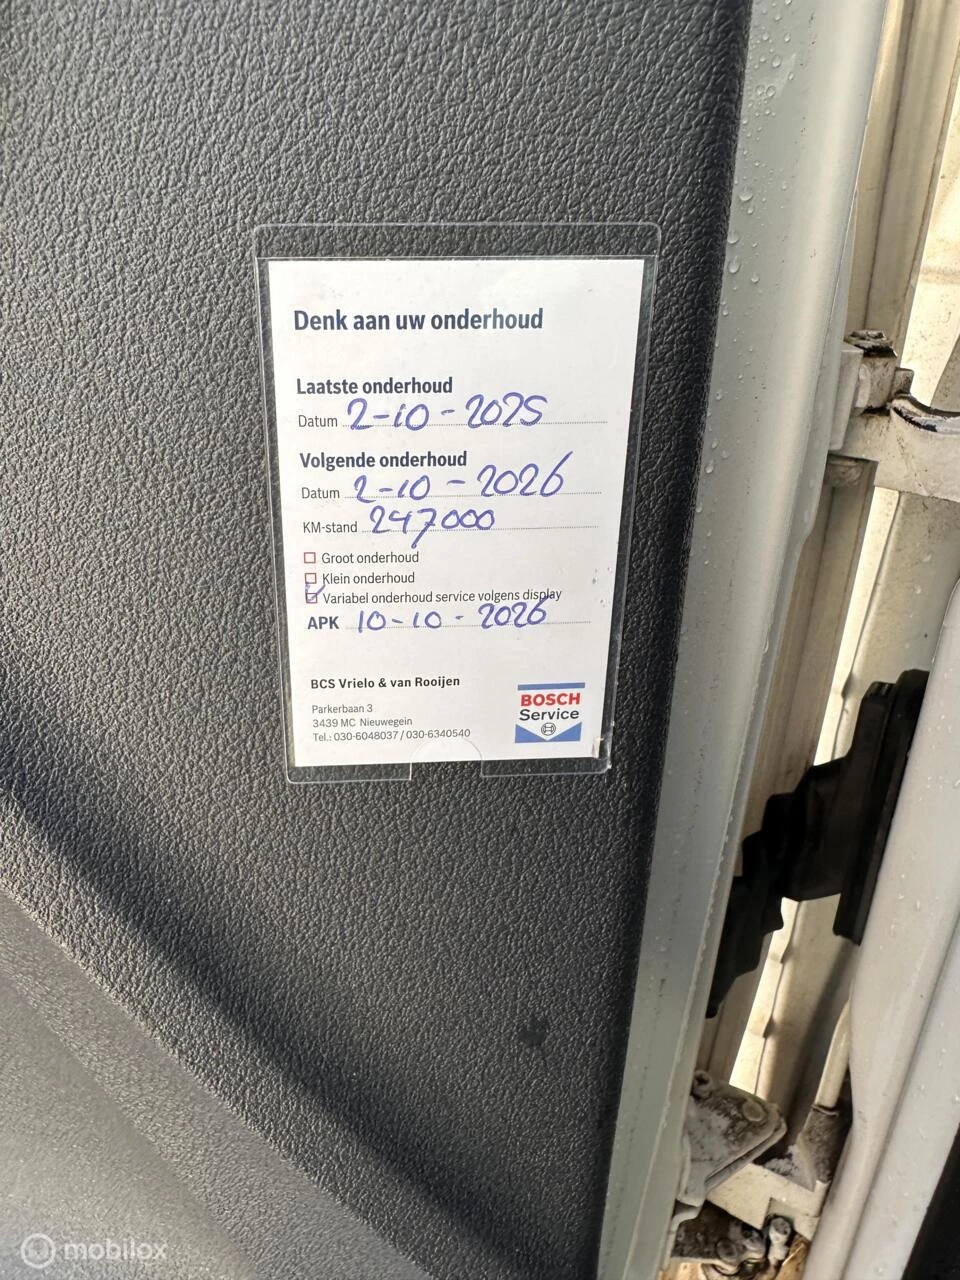 Denk aan uw onderhoud
Laatste onderhoud
Datum 2-10-2025
Volgende onderhoud
Datum 2-10-2026
KM-stand 247000
Groot onderhoud
Klein onderhoud
Variabel onderhoud service volgens display
APK 10-10-2026
BCS Vrielo & van Rooijen
Parkerbaan 3
3439 MC Nieuwegein
Tel.: 030-6048037 / 030-6340540
BOSCH
Service
mobilox